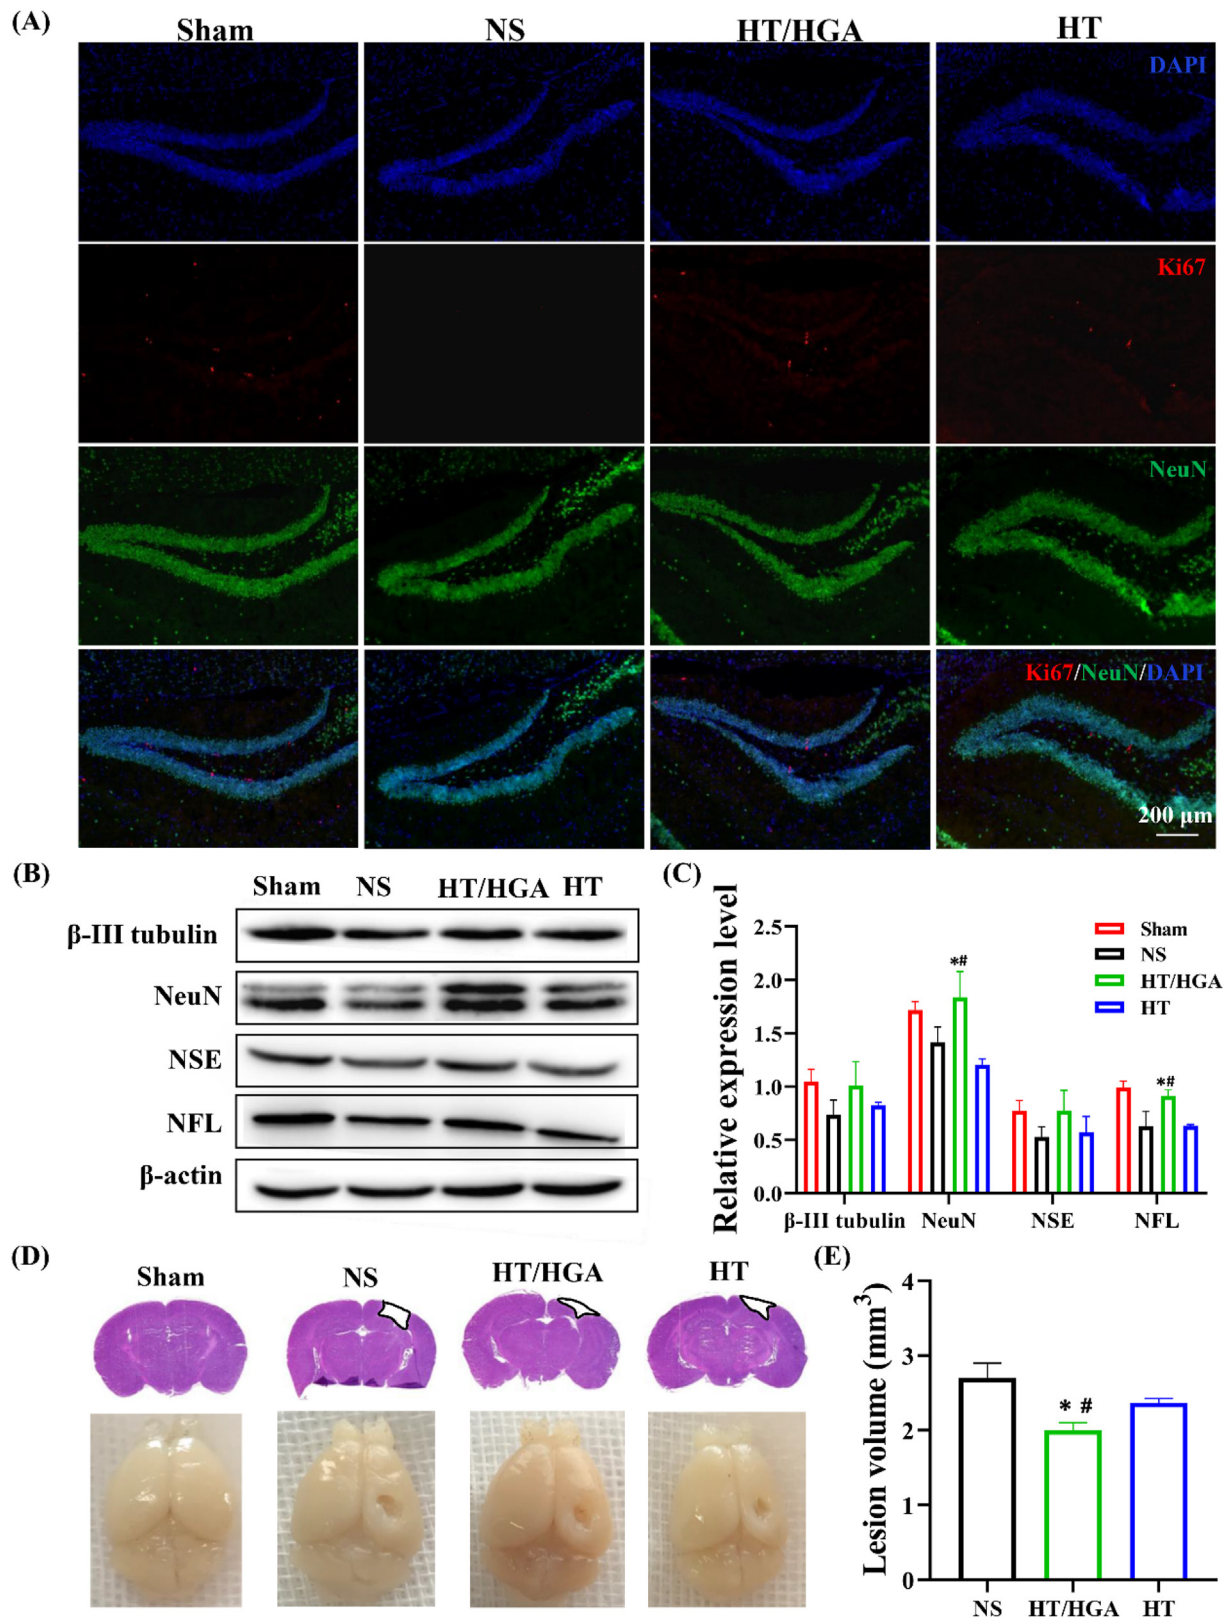 (A)
Sham NS HT/HGA HT
DAPI
Ki67
NeuN
Ki67/NeuN/DAPI
200 μm
(B)
Sham NS HT/HGA HT
β-III tubulin
NeuN
NSE
NFL
β-actin
(C)
Relative expression level
2.5
2.0
1.5
1.0
0.5
0.0
Sham
NS
HT/HGA
HT
*#
*#
β-III tubulin NeuN NSE NFL
(D)
Sham NS HT/HGA HT
(E)
Lesion volume (mm³)
4
3
2
1
0
* #
NS HT/HGA HT